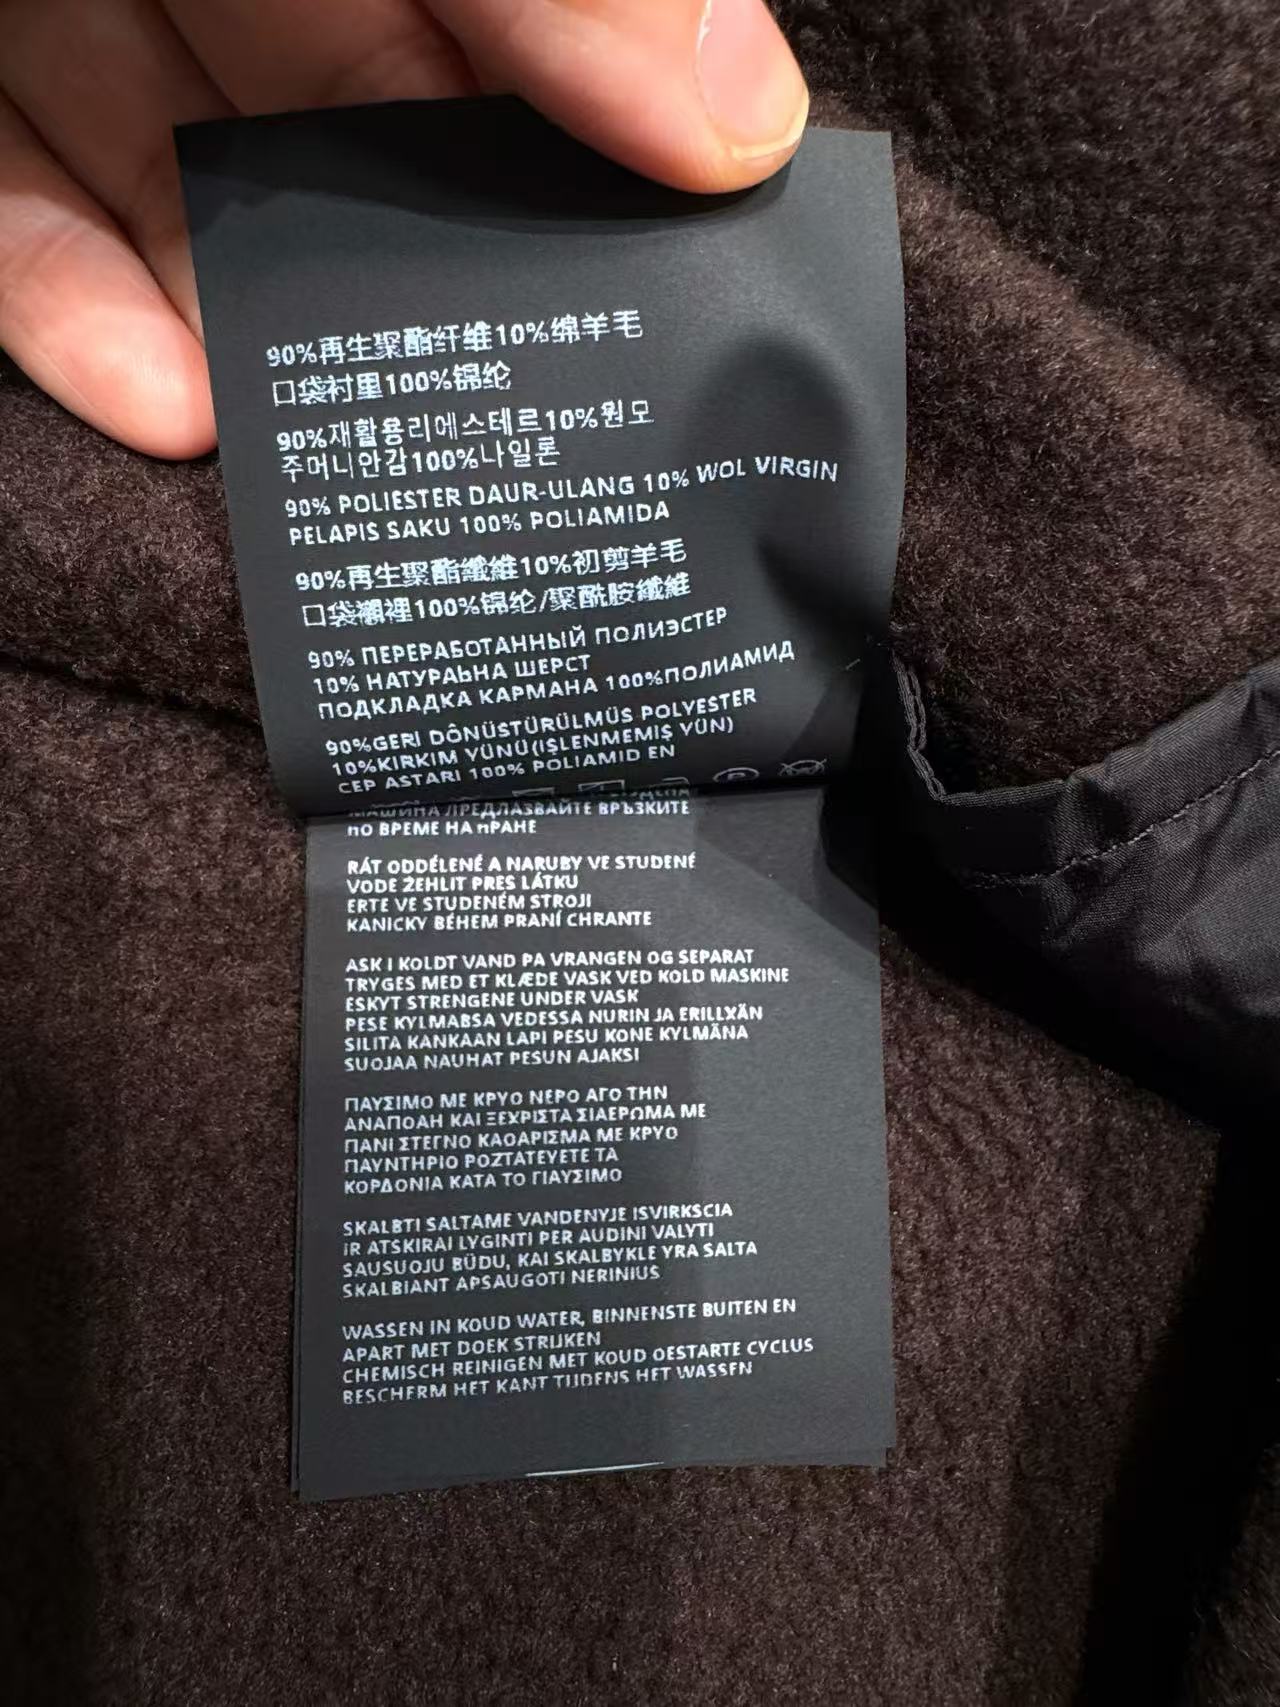 90%再生聚酯纤维10%绵羊毛
口袋衬里100%锦纶
90%재활용리에스테르10%원모
주머니안감100%나일론
90% POLIESTER DAUR-ULANG 10% WOL VIRGIN
PELAPIS SAKU 100% POLIAMIDA
90%再生聚酯纖維10%初剪羊毛
口袋襯裡100%锦纶/聚酰胺纖維
90% ПЕРЕРАБОТАННЫЙ ПОЛИЭСТЕР
10% НАТУРАЬНА ШЕРСТ
ПОДКЛАДКА КАРМАНА 100%ПОЛИАМИД
90%GERI DÔNÜSTÜRÜLMÜS POLYESTER
10%KIRKIM YÜNÜ(IŞLENMEMIŞ YÜN)
CEP ASTARI 100% POLIAMID EN
МАШИНА ЛРЕДЛАЗВАЙТЕ ВРЪЗКИТЕ
nО ВРЕМЕ НА nРАНЕ
RÁT ODDÉLENÉ A NARUBY VE STUDENÉ
VODE ŽEHLIT PRES LÁTKU
ERTE VE STUDENÉM STROJI
KANICKY BÉHEM PRANÍ CHRANTE
ASK I KOLDT VAND PA VRANGEN OG SEPARAT
TRYGES MED ET KLÆDE VASK VED KOLD MASKINE
ESKYT STRENGENE UNDER VASK
PESE KYLMABSA VEDESSA NURIN JA ERILLXÄN
SILITA KANKAAN LAPI PESU KONE KYLMÄNA
SUOJAA NAUHAT PESUN AJAKSI
ΠΑΥΣΙΜΟ ΜΕ ΚΡΥΟ ΝΕΡΟ ΑΓΟ ΤΗΝ
ΑΝΑΠΟΑΗ ΚΑΙ ΞΕΧΡΙΣΤΑ ΣΙΑΕΡΩΜΑ ΜΕ
ΠΑΝΙ ΣΤΕΓΝΟ ΚΑΟΑΡΙΣΜΑ ΜΕ ΚΡΥΟ
ΠΑΥΝΤΗΡΙΟ ΡΟΖΤΑΤΕΥΕΤΕ ΤΑ
ΚΟΡΔΟΝΙΑ ΚΑΤΑ ΤΟ ΓΙΑΥΣΙΜΟ
SKALBTI SALTAME VANDENYJE ISVIRKSCIA
IR ATSKIRAI LYGINTI PER AUDINI VALYTI
SAUSUOJU BŪDU, KAI SKALBYKLE YRA SALTA
SKALBIANT APSAUGOTI NERINIUS
WASSEN IN KOUD WATER, BINNENSTE BUITEN EN
APART MET DOEK STRIJKEN
CHEMISCH REINIGEN MET KOUD OESTARTE CYCLUS
BESCHERM HET KANT TIJDENS HET WASSEN